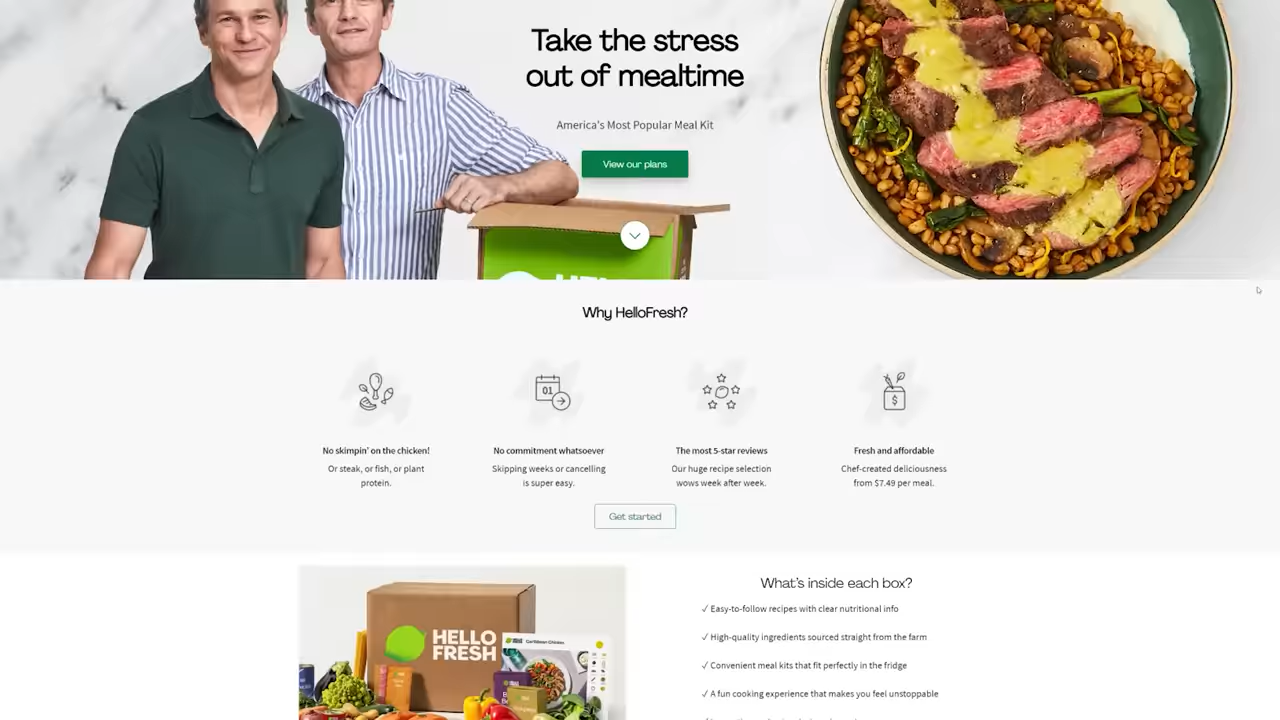 Take the stress
out of mealtime
America's Most Popular Meal Kit
View our plans
Why HelloFresh?
01
$
No skimpin' on the chicken!
Or steak, or fish, or plant
protein.
No commitment whatsoever
Skipping weeks or cancelling
is super easy.
The most 5-star reviews
Our huge recipe selection
wows week after week.
Fresh and affordable
Chef-created deliciousness
from $7.49 per meal.
Get started
HELLO
FRESH
Caribbean Chicken
What's inside each box?
✓ Easy-to-follow recipes with clear nutritional info
✓ High-quality ingredients sourced straight from the farm
✓ Convenient meal kits that fit perfectly in the fridge
✓ A fun cooking experience that makes you feel unstoppable